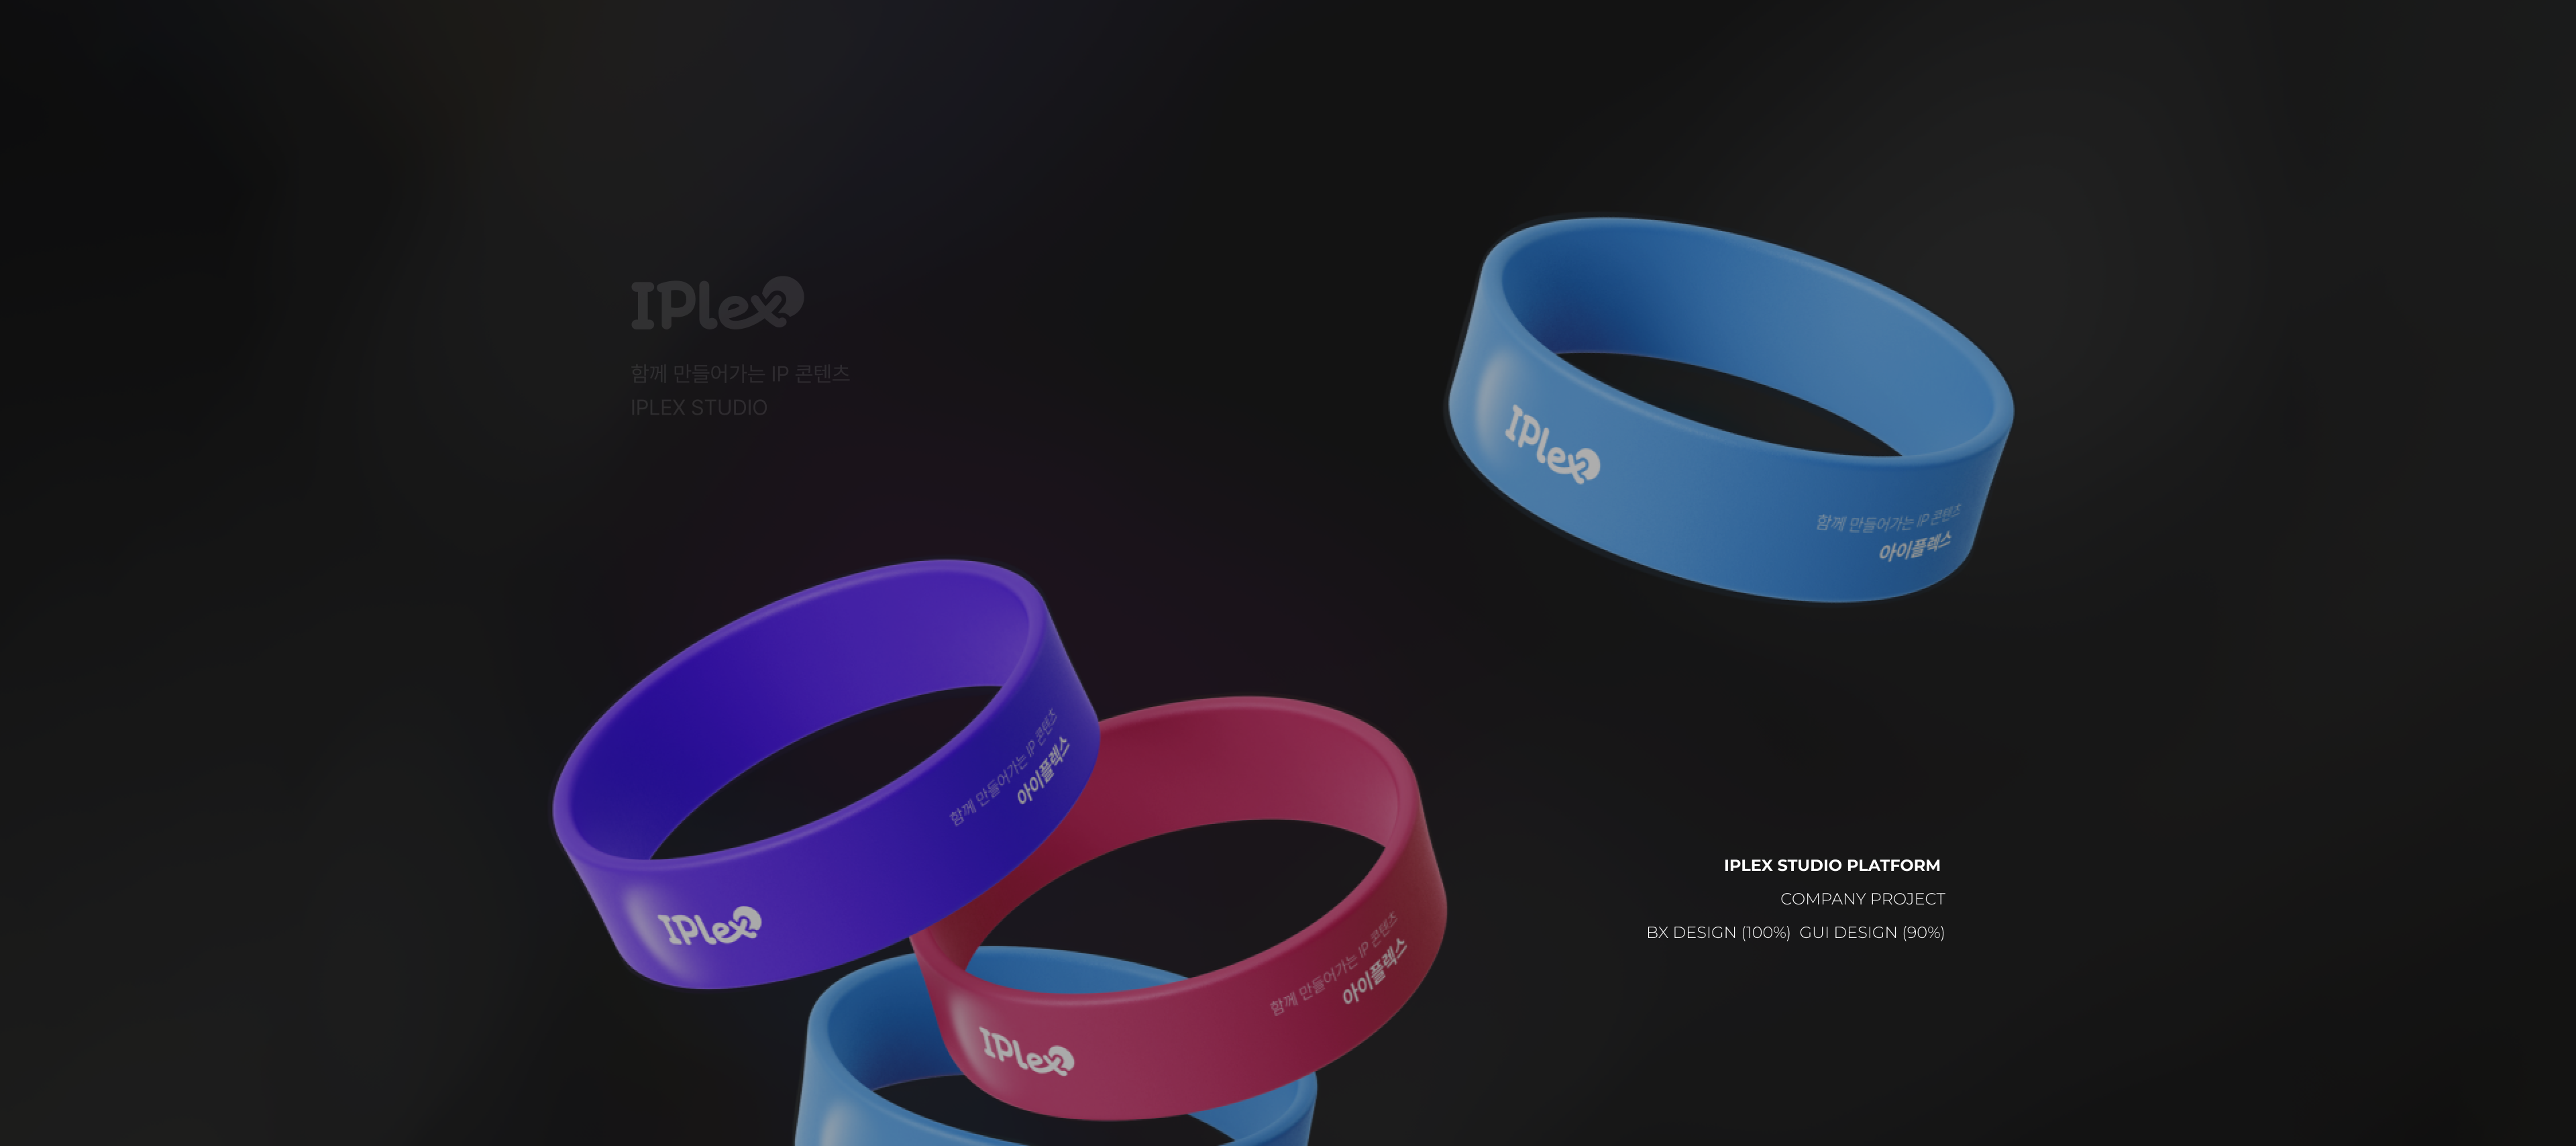 IPlex
함께 만들어가는 IP 콘텐츠
IPLEX STUDIO
IPlex
함께 만들어가는 IP 콘텐츠
아이플렉스
함께 만들어가는 IP 콘텐츠
아이플렉스
IPlex
함께 만들어가는 IP 콘텐츠
아이플렉스
IPlex
IPLEX STUDIO PLATFORM
COMPANY PROJECT
BX DESIGN (100%) GUI DESIGN (90%)